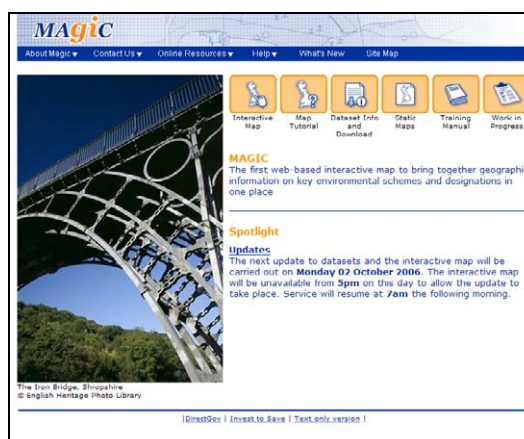 MAGiC
About Magic Contact Us Online Resources Help What's New Site Map
Interactive Map
Map Tutorial
Dataset Info and Download
Static Maps
Training Manual
Work in Progress
MAGIC
The first web-based interactive map to bring together geographi
information on key environmental schemes and designations in
one place
Spotlight
Updates
The next update to datasets and the interactive map will be
carried out on Monday 02 October 2006. The interactive map
will be unavailable from 5pm on this day to allow the update to
take place. Service will resume at 7am the following morning.
The Iron Bridge, Shropshire
© English Heritage Photo Library
|DirectGov | Invest to Save | Text only version |